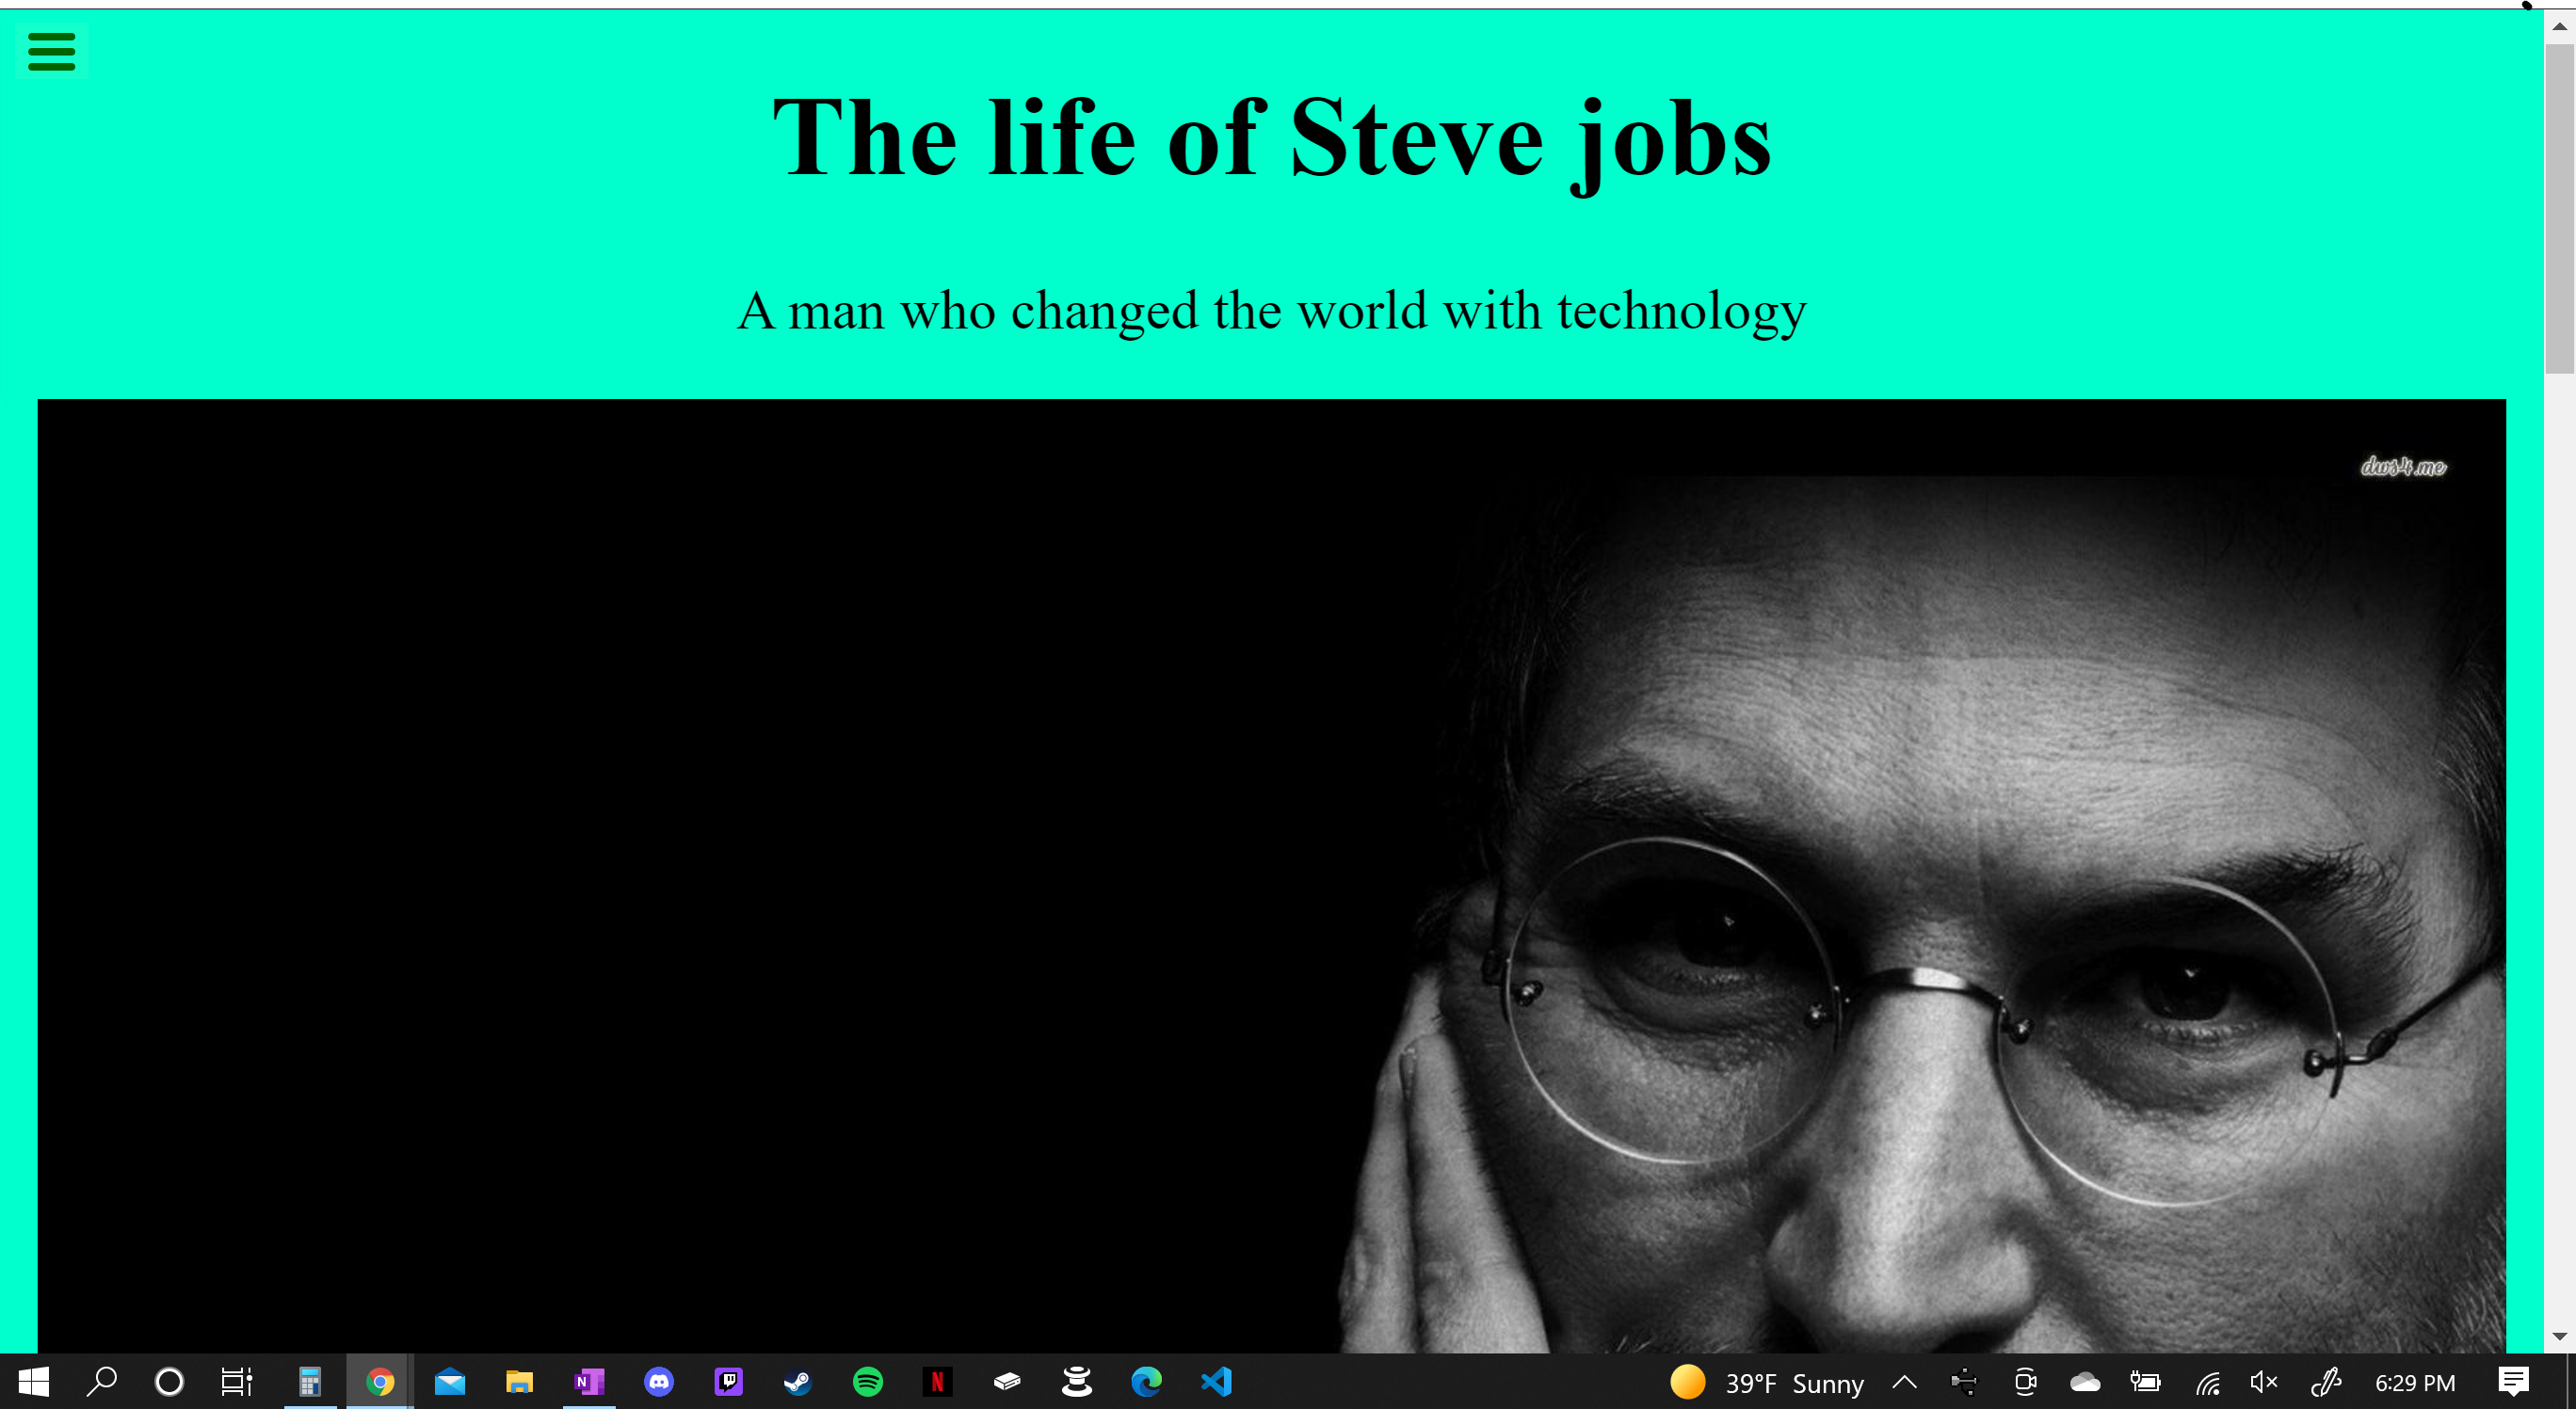 The life of Steve jobs
A man who changed the world with technology
dws4.me
N
N
39°F Sunny
6:29 PM